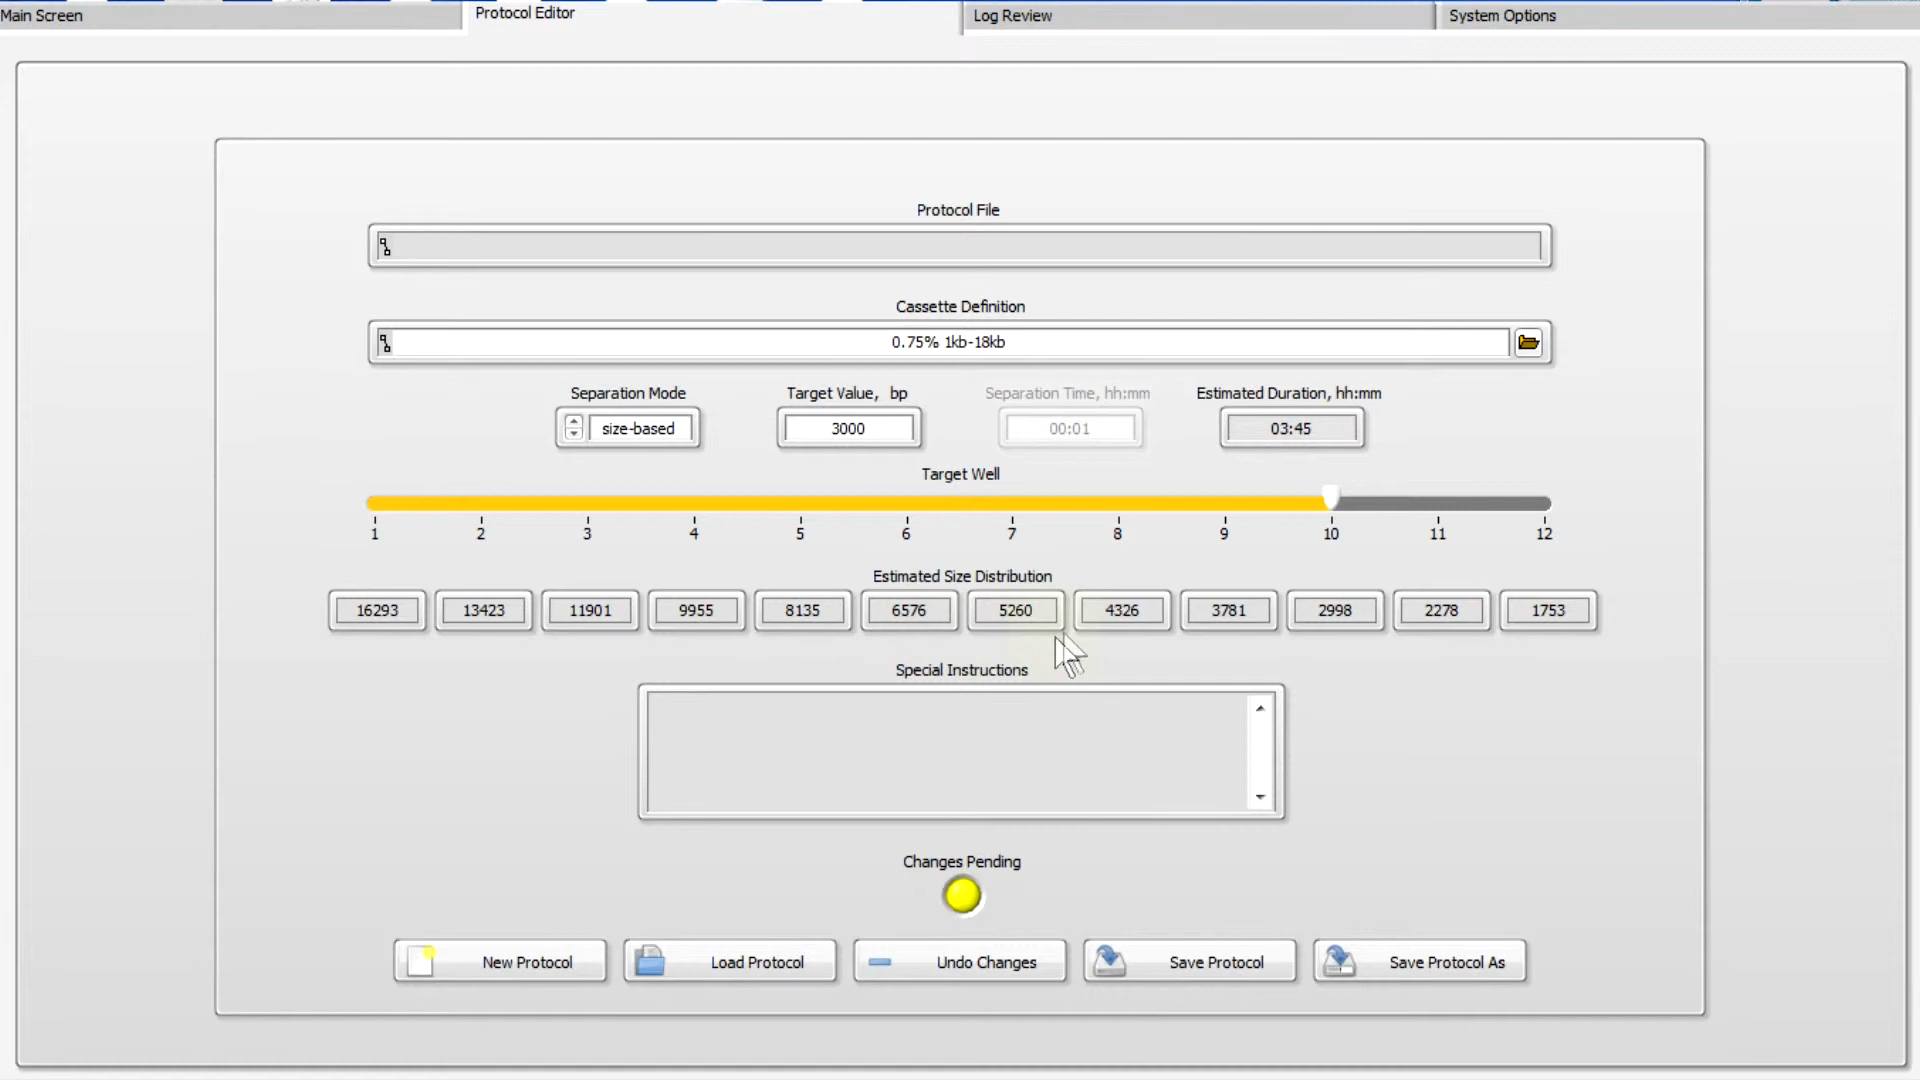 Main Screen
Protocol Editor
Log Review
System Options
Protocol File
Cassette Definition
0.75% 1kb-18kb
Separation Mode
Target Value, bp
Separation Time, hh:mm
Estimated Duration, hh:mm
size-based
3000
00:01
03:45
Target Well
1 2 3 4 5 6 7 8 9 10 11 12
Estimated Size Distribution
16293 13423 11901 9955 8135 6576 5260 4326 3781 2998 2278 1753
Special Instructions
Changes Pending
New Protocol
Load Protocol
Undo Changes
Save Protocol
Save Protocol As